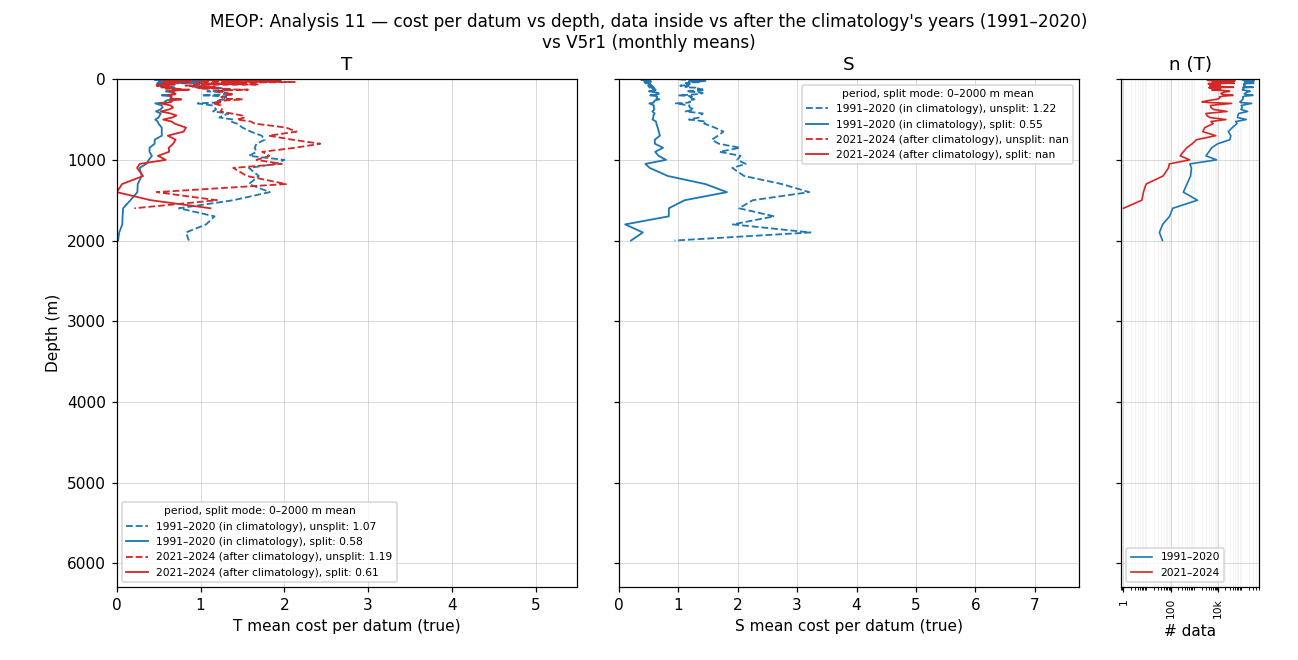 MEOP: Analysis 11 — cost per datum vs depth, data inside vs after the climatology's years (1991–2020)
vs V5r1 (monthly means)
T
S
n (T)
Depth (m)
0
1000
2000
3000
4000
5000
6000
period, split mode: 0–2000 m mean
1991–2020 (in climatology), unsplit: 1.07
1991–2020 (in climatology), split: 0.58
2021–2024 (after climatology), unsplit: 1.19
2021–2024 (after climatology), split: 0.61
0 1 2 3 4 5
T mean cost per datum (true)
period, split mode: 0–2000 m mean
1991–2020 (in climatology), unsplit: 1.22
1991–2020 (in climatology), split: 0.55
2021–2024 (after climatology), unsplit: nan
2021–2024 (after climatology), split: nan
0 1 2 3 4 5 6 7
S mean cost per datum (true)
1991–2020
2021–2024
1 100 10k
# data